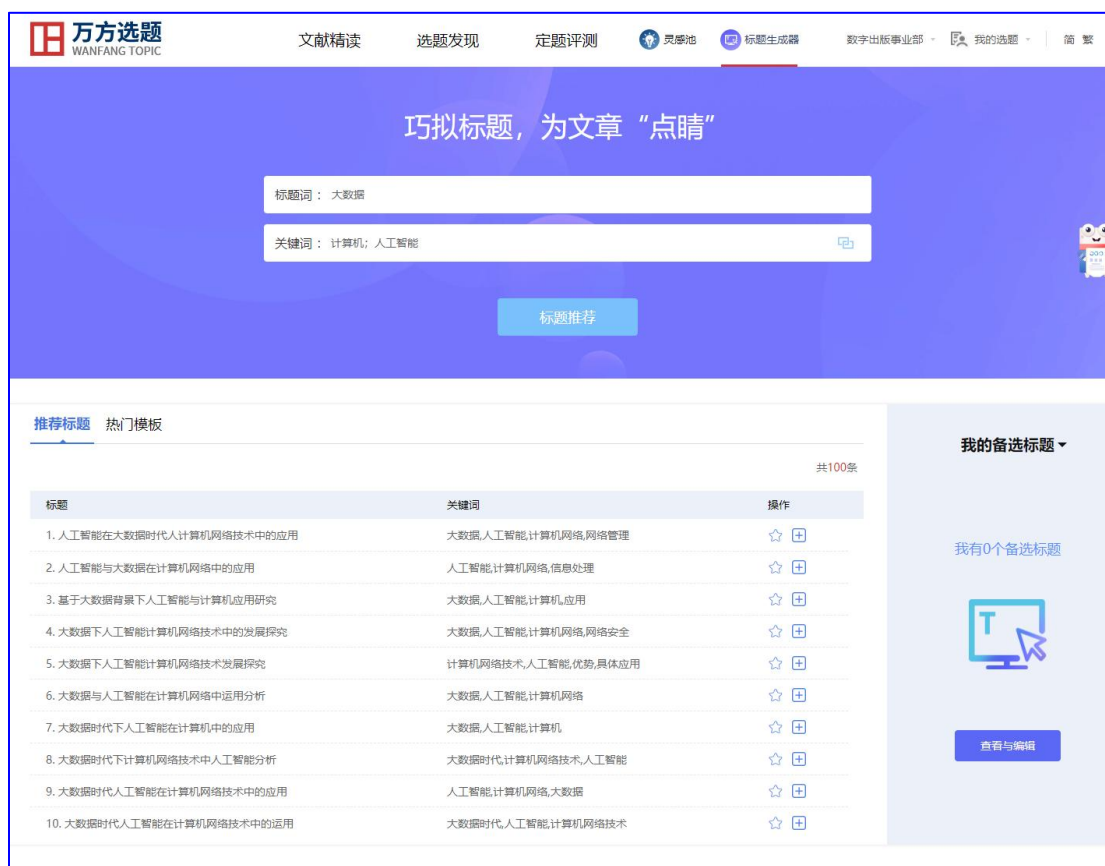 万方选题
WANFANG TOPIC
文献精读 选题发现 定题评测 灵感池 标题生成器 数字出版事业部 我的选题 简 繁
巧拟标题，为文章“点睛”
标题词： 大数据
关键词： 计算机; 人工智能
标题推荐
推荐标题 热门模板
共100条
标题 关键词 操作
1. 人工智能在大数据时代人计算机网络技术中的应用 大数据,人工智能,计算机网络,网络管理
2. 人工智能与大数据在计算机网络中的应用 人工智能,计算机网络,信息处理
3. 基于大数据背景下人工智能与计算机应用研究 大数据,人工智能,计算机,应用
4. 大数据下人工智能计算机网络技术中的发展探究 大数据,人工智能,计算机网络,网络安全
5. 大数据下人工智能计算机网络技术发展探究 计算机网络技术,人工智能,优势,具体应用
6. 大数据与人工智能在计算机网络中运用分析 大数据,人工智能,计算机网络
7. 大数据时代下人工智能在计算机中的应用 大数据,人工智能,计算机
8. 大数据时代下计算机网络技术中人工智能分析 大数据时代,计算机网络技术,人工智能
9. 大数据时代人工智能在计算机网络技术中的应用 人工智能,计算机网络,大数据
10. 大数据时代人工智能在计算机网络技术中的运用 大数据时代,人工智能,计算机网络技术
我的备选标题
我有0个备选标题
T
查看与编辑